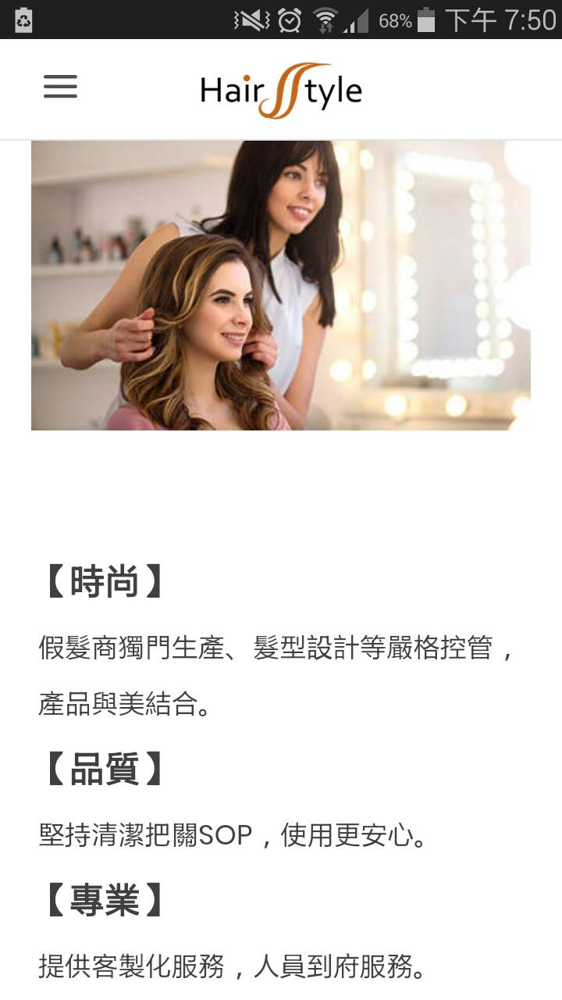 68% 下午 7:50
Hair Style
【時尚】
假髮商獨門生產、髮型設計等嚴格控管，
產品與美結合。
【品質】
堅持清潔把關SOP，使用更安心。
【專業】
提供客製化服務，人員到府服務。